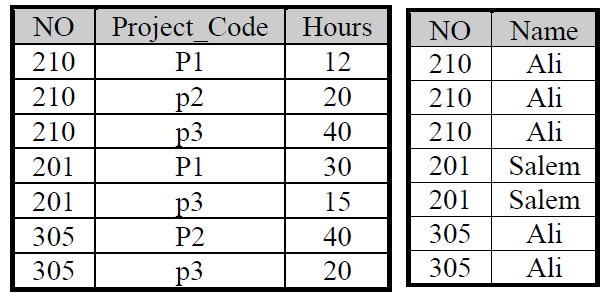 NO Project_Code Hours
210 P1 12
210 p2 20
210 p3 40
201 P1 30
201 p3 15
305 P2 40
305 p3 20
NO Name
210 Ali
210 Ali
210 Ali
201 Salem
201 Salem
305 Ali
305 Ali